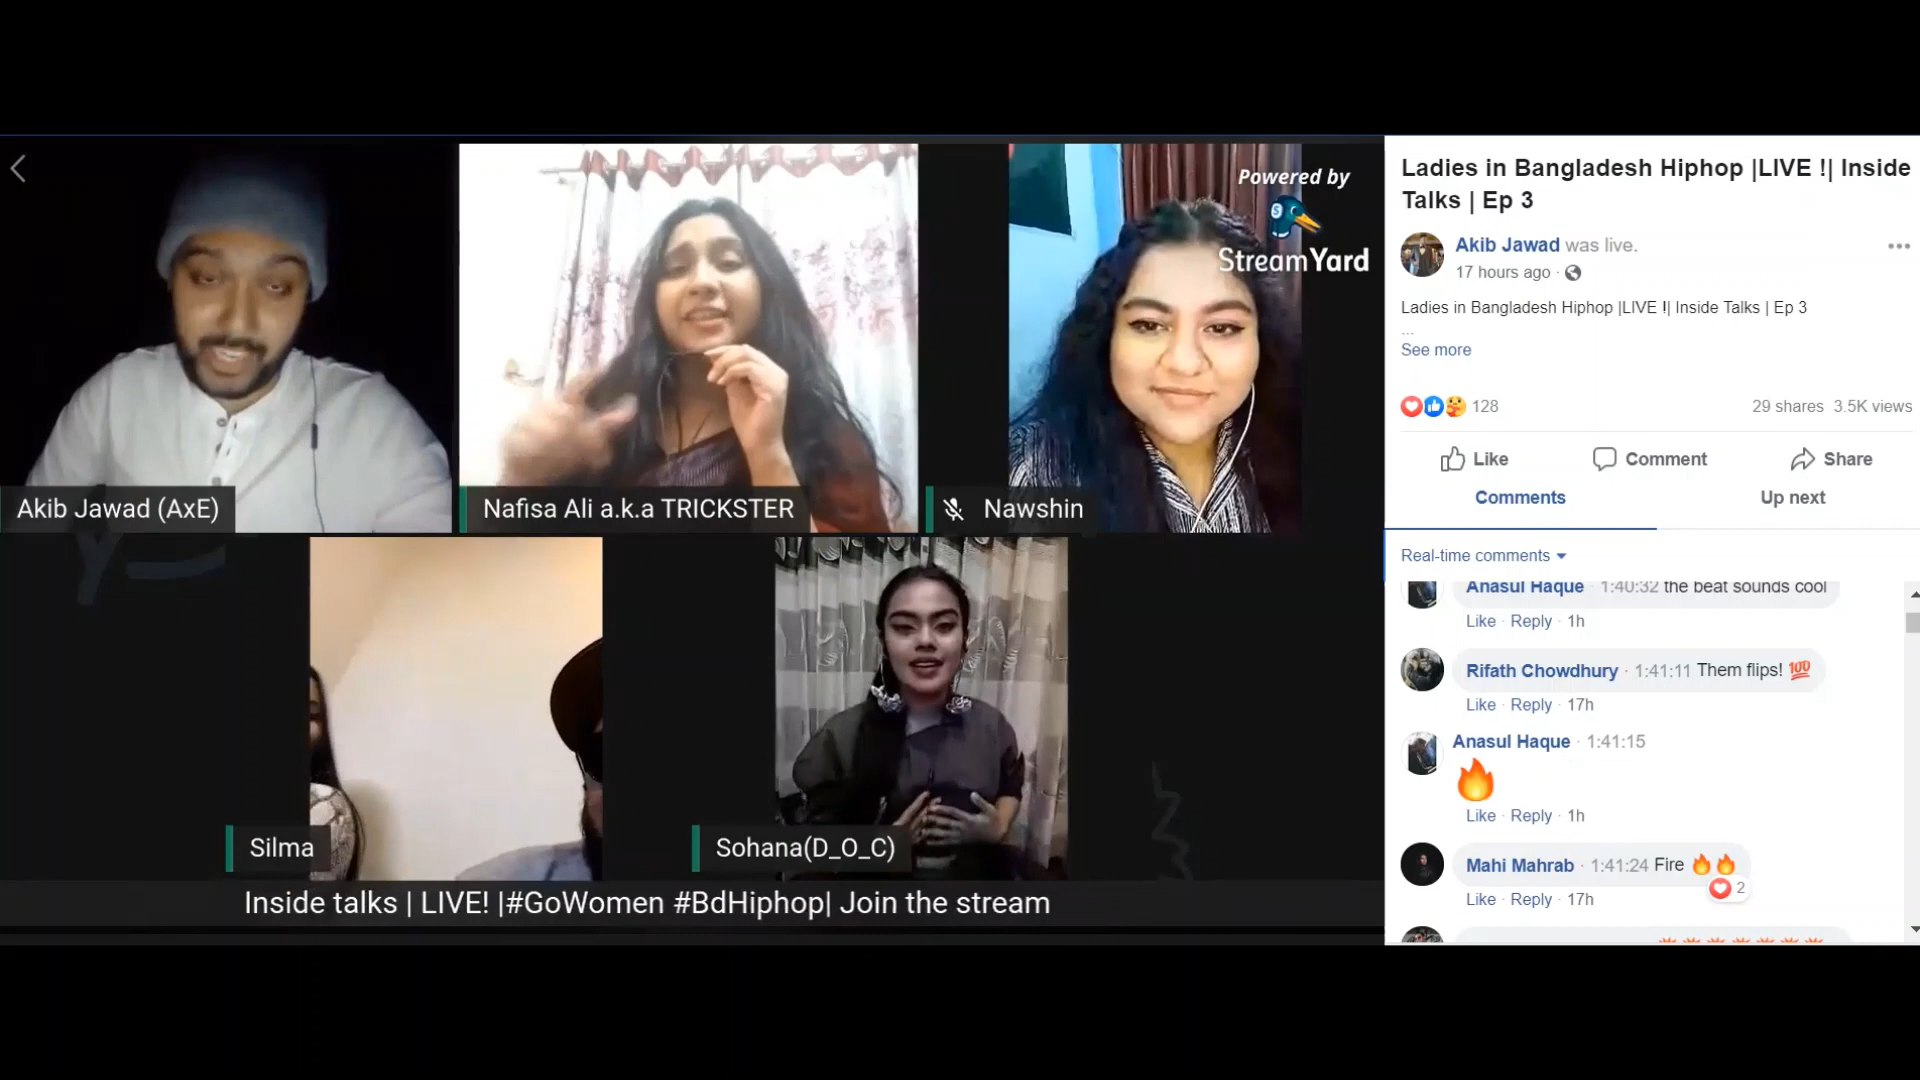 Powered by
StreamYard
Akib Jawad (AxE)
Nafisa Ali a.k.a TRICKSTER
Nawshin
Silma
Sohana(D_O_C)
Inside talks | LIVE! |#GoWomen #BdHiphop| Join the stream
Ladies in Bangladesh Hiphop |LIVE !| Inside
Talks | Ep 3
Akib Jawad was live.
17 hours ago ·
Ladies in Bangladesh Hiphop |LIVE !| Inside Talks | Ep 3
...
See more
128
29 shares 3.5K views
Like Comment Share
Comments Up next
Real-time comments
Anasul Haque · 1:40:32 the beat sounds cool
Like · Reply · 1h
Rifath Chowdhury · 1:41:11 Them flips! 💯
Like · Reply · 17h
Anasul Haque · 1:41:15
🔥
Like · Reply · 1h
Mahi Mahrab · 1:41:24 Fire 🔥🔥
2
Like · Reply · 17h